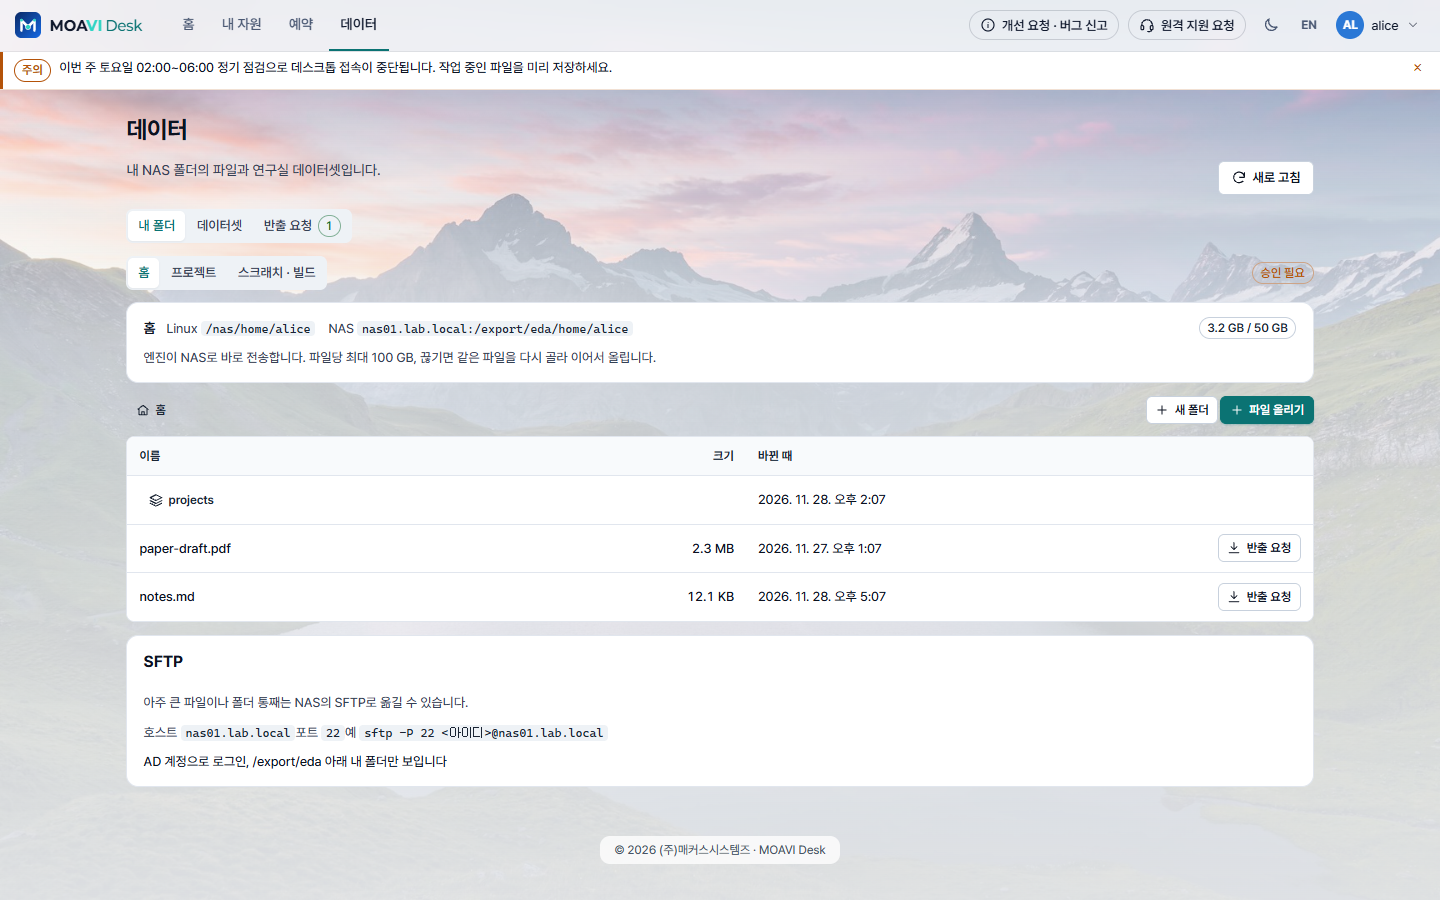 MOAVI Desk 홈 내 자원 예약 데이터 개선 요청 · 버그 신고 원격 지원 요청 EN AL alice
주의 이번 주 토요일 02:00~06:00 정기 점검으로 데스크톱 접속이 중단됩니다. 작업 중인 파일을 미리 저장하세요. ×
데이터
내 NAS 폴더의 파일과 연구실 데이터셋입니다.
새로 고침
내 폴더 데이터셋 반출 요청 1
홈 프로젝트 스크래치 · 빌드 승인 필요
홈 Linux /nas/home/alice NAS nas01.lab.local:/export/eda/home/alice 3.2 GB / 50 GB
엔진이 NAS로 바로 전송합니다. 파일당 최대 100 GB, 끊기면 같은 파일을 다시 골라 이어서 올립니다.
홈 + 새 폴더 + 파일 올리기
이름 크기 바뀐 때
projects 2026. 11. 28. 오후 2:07
paper-draft.pdf 2.3 MB 2026. 11. 27. 오후 1:07 반출 요청
notes.md 12.1 KB 2026. 11. 28. 오후 5:07 반출 요청
SFTP
아주 큰 파일이나 폴더 통째는 NAS의 SFTP로 옮길 수 있습니다.
호스트 nas01.lab.local 포트 22 예 sftp -P 22 <아이디>@nas01.lab.local
AD 계정으로 로그인, /export/eda 아래 내 폴더만 보입니다
© 2026 (주)매커스시스템즈 · MOAVI Desk